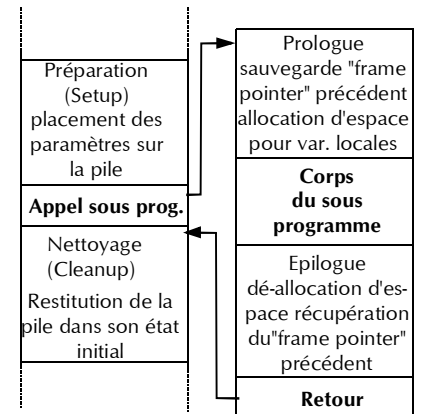 Préparation
(Setup)
placement des
paramètres sur
la pile
Appel sous prog.
Nettoyage
(Cleanup)
Restitution de la
pile dans son état
initial
Prologue
sauvegarde "frame
pointer" précédent
allocation d'espace
pour var. locales
Corps
du sous
programme
Epilogue
dé-allocation d'es-
pace récupération
du"frame pointer"
précédent
Retour